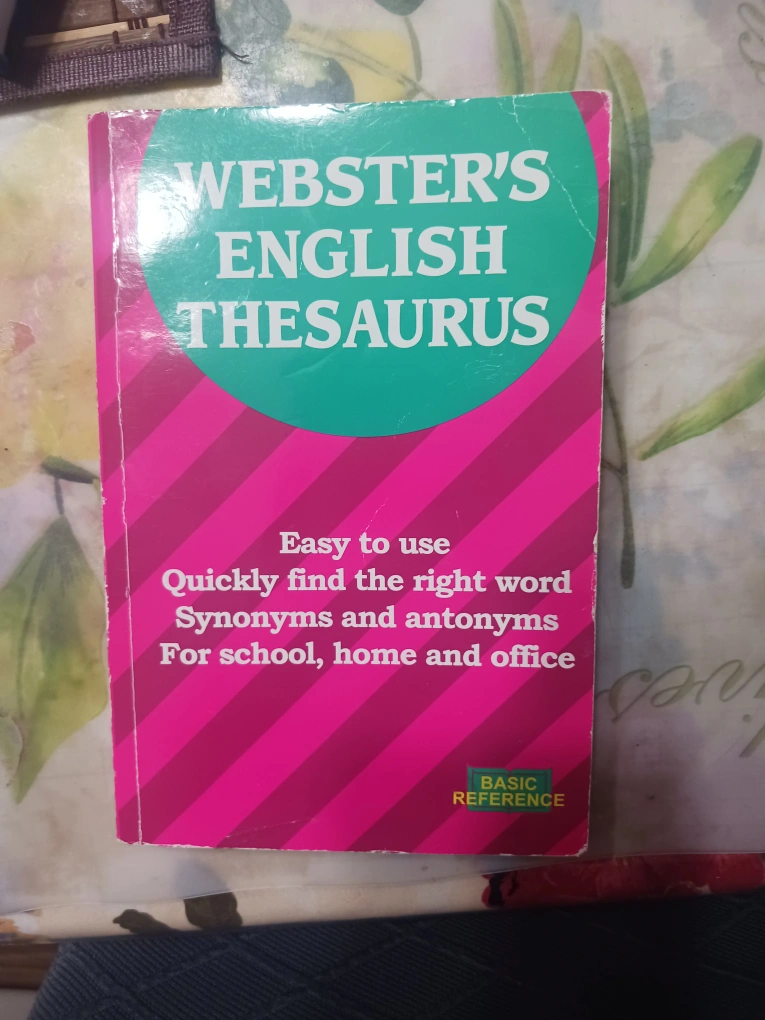 WEBSTER'S
ENGLISH
THESAURUS
Easy to use
Quickly find the right word
Synonyms and antonyms
For school, home and office
BASIC
REFERENCE